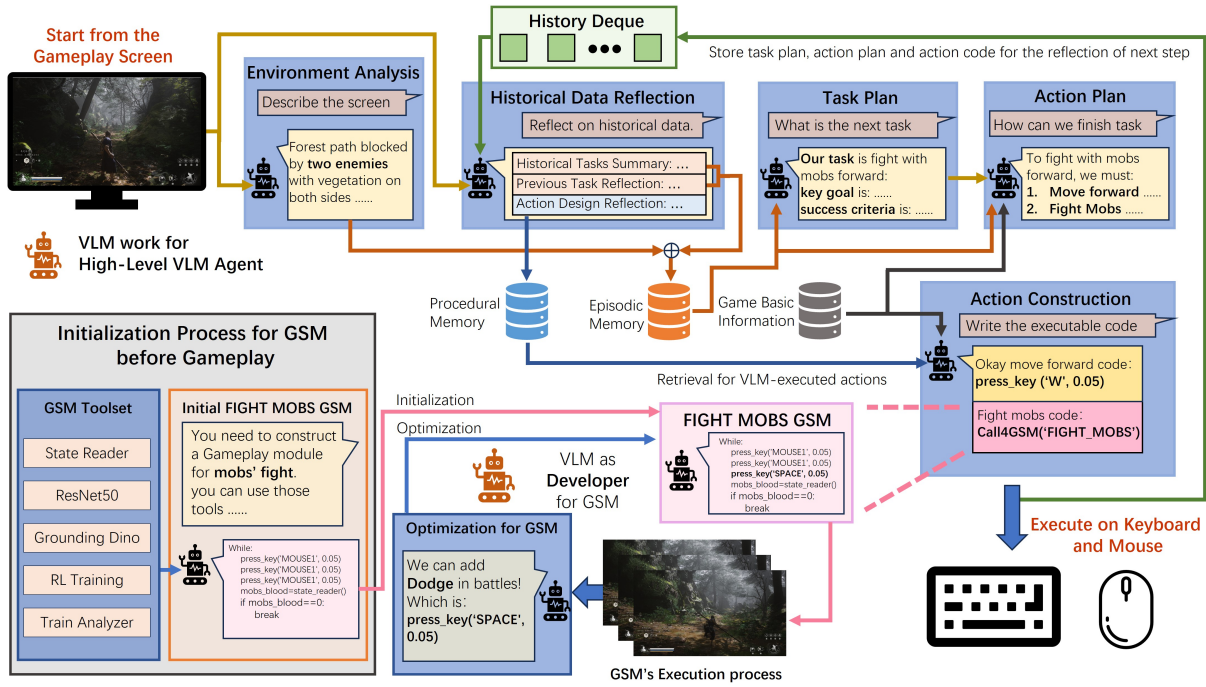 Start from the
Gameplay Screen
History Deque
Store task plan, action plan and action code for the reflection of next step
Environment Analysis
Describe the screen
Forest path blocked
by two enemies
with vegetation on
both sides ......
Historical Data Reflection
Reflect on historical data.
Historical Tasks Summary: ...
Previous Task Reflection: ...
Action Design Reflection: ...
Task Plan
What is the next task
Our task is fight with
mobs forward:
key goal is: ......
success criteria is: ......
Action Plan
How can we finish task
To fight with mobs
forward, we must:
1. Move forward ......
2. Fight Mobs ......
VLM work for
High-Level VLM Agent
Procedural
Memory
Episodic
Memory
Game Basic
Information
Action Construction
Write the executable code
Okay move forward code:
press_key ('W', 0.05)
Fight mobs code:
Call4GSM('FIGHT_MOBS')
Retrieval for VLM-executed actions
Initialization Process for GSM
before Gameplay
GSM Toolset
State Reader
ResNet50
Grounding Dino
RL Training
Train Analyzer
Initial FIGHT MOBS GSM
You need to construct
a Gameplay module
for mobs' fight.
you can use those
tools ......
While:
press_key('MOUSE1', 0.05)
press_key('MOUSE1', 0.05)
press_key('MOUSE1', 0.05)
mobs_blood=state_reader()
if mobs_blood==0:
break
Initialization
Optimization
VLM as
Developer
for GSM
FIGHT MOBS GSM
While:
press_key('MOUSE1', 0.05)
press_key('MOUSE1', 0.05)
press_key('SPACE', 0.05)
mobs_blood=state_reader()
if mobs_blood==0:
break
Optimization for GSM
We can add
Dodge in battles!
Which is:
press_key('SPACE',
0.05)
GSM's Execution process
Execute on Keyboard
and Mouse